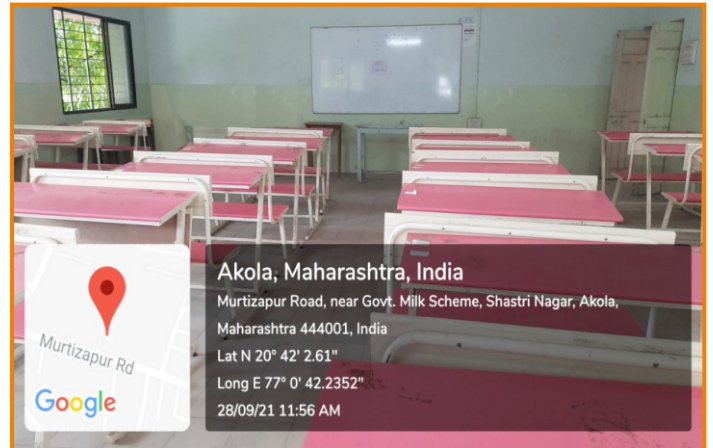 Akola, Maharashtra, India
Murtizapur Road, near Govt. Milk Scheme, Shastri Nagar, Akola,
Maharashtra 444001, India
Lat N 20° 42' 2.61"
Long E 77° 0' 42.2352"
28/09/21 11:56 AM
Murtizapur Rd
Google